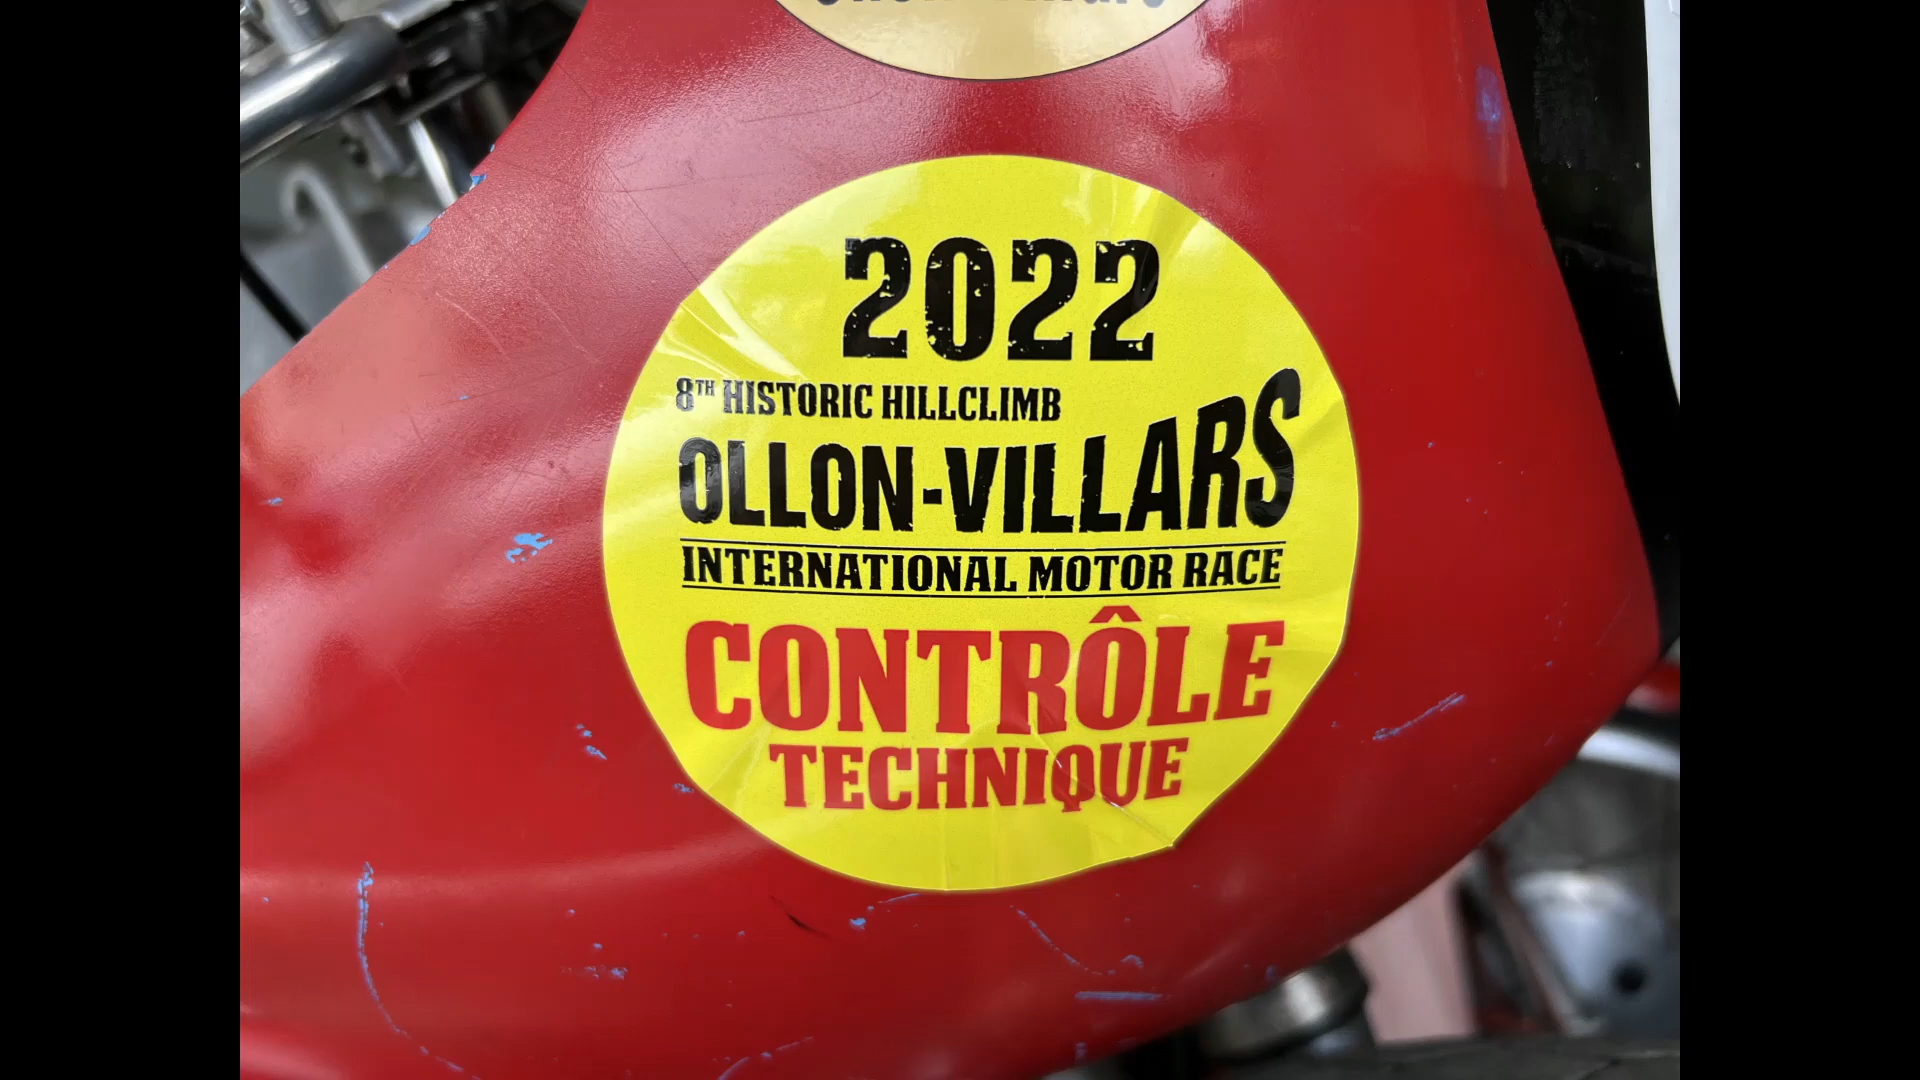 2022
8TH HISTORIC HILLCLIMB
OLLON-VILLARS
INTERNATIONAL MOTOR RACE
CONTRÔLE
TECHNIQUE